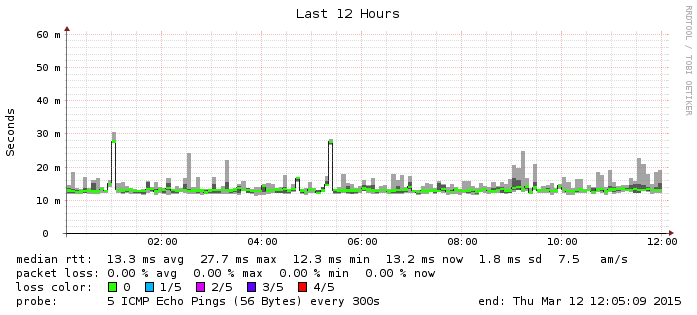 Last 12 Hours
RRDTOOL / TOBI OETIKER
Seconds
60 m
50 m
40 m
30 m
20 m
10 m
0
02:00 04:00 06:00 08:00 10:00 12:00
median rtt: 13.3 ms avg 27.7 ms max 12.3 ms min 13.2 ms now 1.8 ms sd 7.5 am/s
packet loss: 0.00 % avg 0.00 % max 0.00 % min 0.00 % now
loss color: 0 1/5 2/5 3/5 4/5
probe: 5 ICMP Echo Pings (56 Bytes) every 300s end: Thu Mar 12 12:05:09 2015